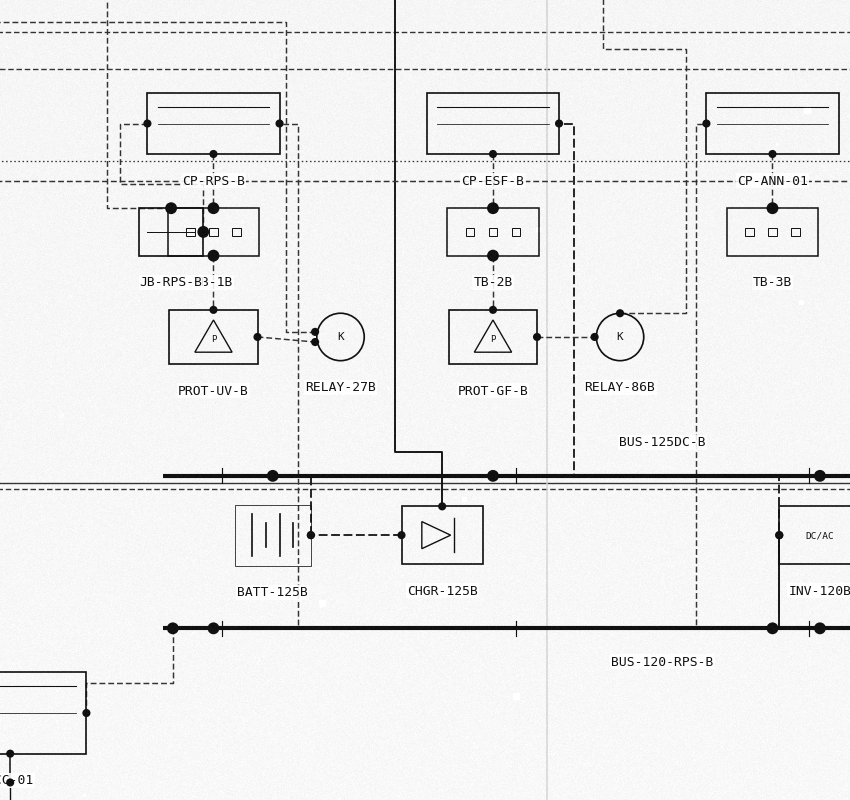 CP-RPS-B
CP-ESF-B
CP-ANN-01
JB-RPS-B
-1B
TB-2B
TB-3B
P
K
P
K
PROT-UV-B
RELAY-27B
PROT-GF-B
RELAY-86B
BUS-125DC-B
DC/AC
BATT-125B
CHGR-125B
INV-120B
BUS-120-RPS-B
-01